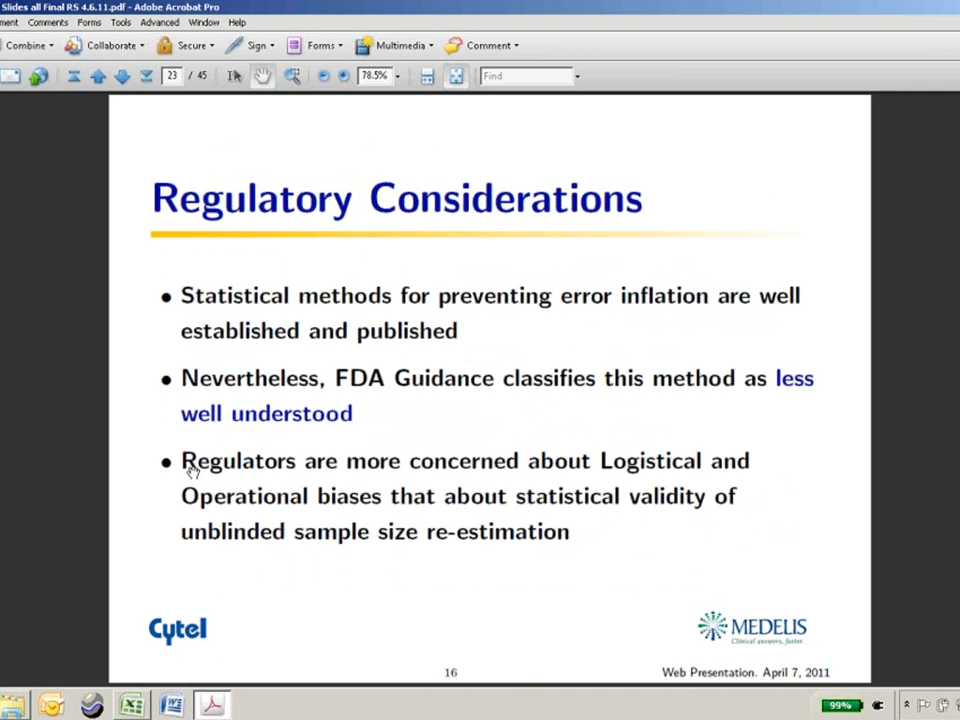 Slides all Final RS 4.6.11.pdf - Adobe Acrobat Pro
ment Comments Forms Tools Advanced Window Help
Combine Collaborate Secure Sign Forms Multimedia Comment
23 / 45 78.5% Find
Regulatory Considerations
• Statistical methods for preventing error inflation are well
established and published
• Nevertheless, FDA Guidance classifies this method as less
well understood
• Regulators are more concerned about Logistical and
Operational biases that about statistical validity of
unblinded sample size re-estimation
Cytel
MEDELIS
Clinical answers, faster.
16
Web Presentation. April 7, 2011
99%